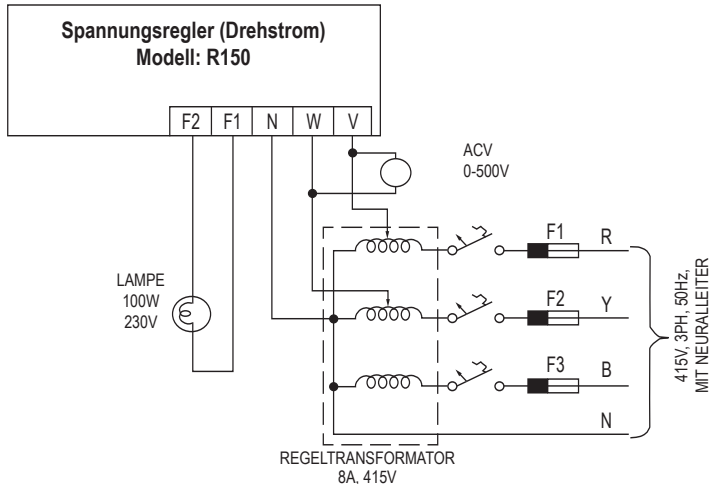 Spannungsregler (Drehstrom)
Modell: R150
F2 F1 N W V
ACV
0-500V
F1
R
LAMPE
100W
230V
F2
Y
F3
B
N
415V, 3PH, 50Hz,
MIT NEURALLEITER
REGELTRANSFORMATOR
8A, 415V